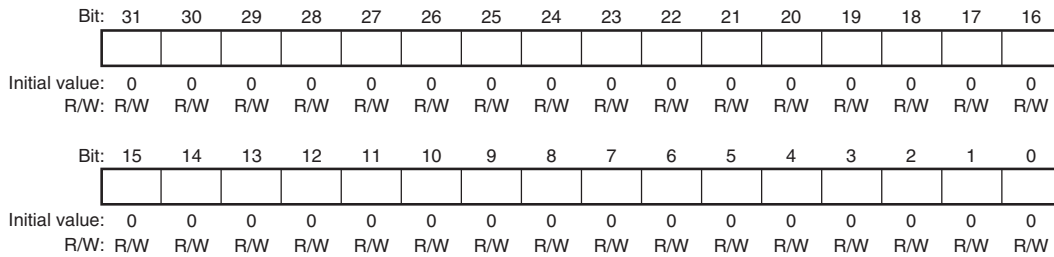 Bit: 31 30 29 28 27 26 25 24 23 22 21 20 19 18 17 16
Initial value: 0 0 0 0 0 0 0 0 0 0 0 0 0 0 0 0
R/W: R/W R/W R/W R/W R/W R/W R/W R/W R/W R/W R/W R/W R/W R/W R/W R/W
Bit: 15 14 13 12 11 10 9 8 7 6 5 4 3 2 1 0
Initial value: 0 0 0 0 0 0 0 0 0 0 0 0 0 0 0 0
R/W: R/W R/W R/W R/W R/W R/W R/W R/W R/W R/W R/W R/W R/W R/W R/W R/W